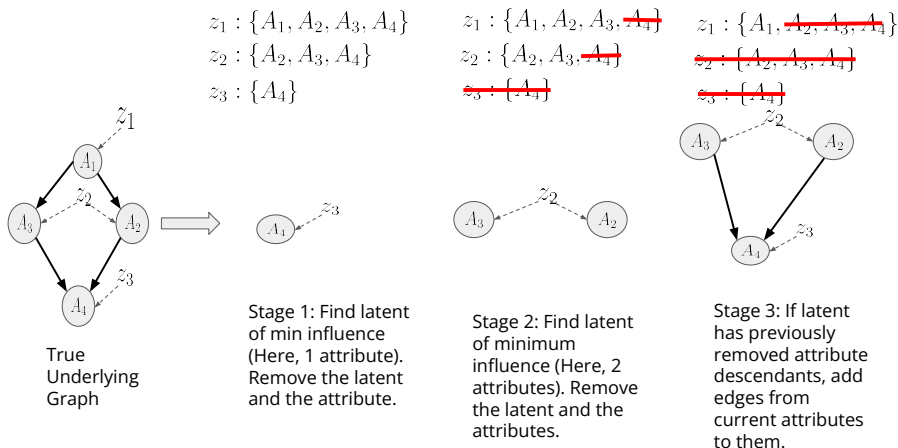 z₁ : {A₁, A₂, A₃, A₄}
z₂ : {A₂, A₃, A₄}
z₃ : {A₄}
z₁ : {A₁, A₂, A₃, A₄}
z₂ : {A₂, A₃, A₄}
z₃ : {A₄}
z₁ : {A₁, A₂, A₃, A₄}
z₂ : {A₂, A₃, A₄}
z₃ : {A₄}
z₁
A₁
z₂
A₃
A₂
z₃
A₄
True
Underlying
Graph
z₃
A₄
Stage 1: Find latent
of min influence
(Here, 1 attribute).
Remove the latent
and the attribute.
z₂
A₃
A₂
Stage 2: Find latent
of minimum
influence (Here, 2
attributes). Remove
the latent and the
attributes.
z₂
A₃
A₂
z₃
A₄
Stage 3: If latent
has previously
removed attribute
descendants, add
edges from
current attributes
to them.